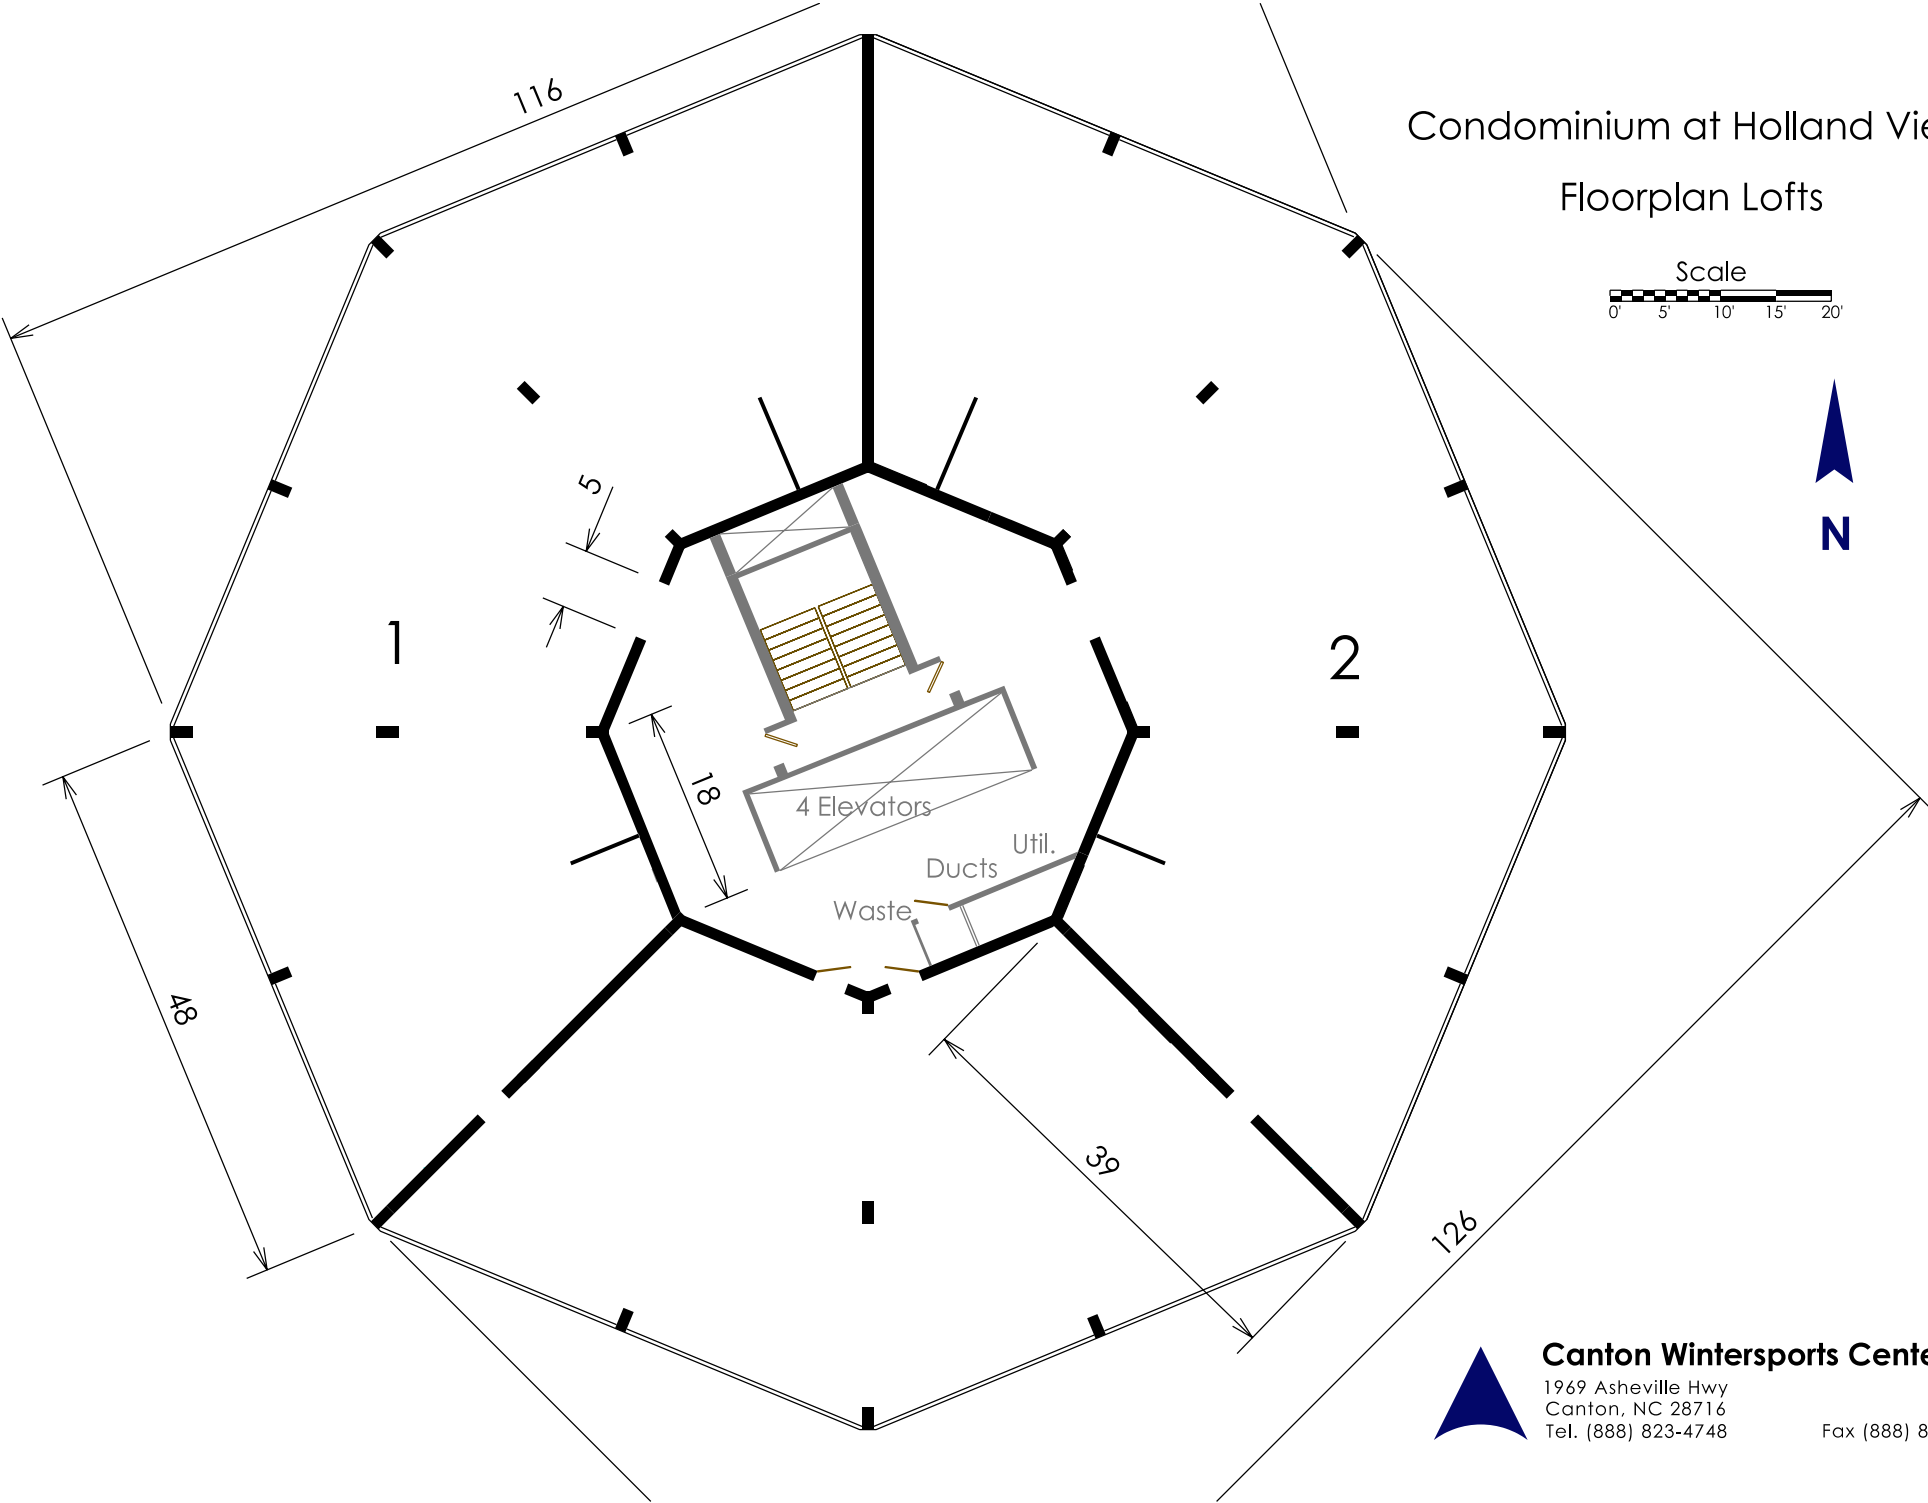 116
Condominium at Holland Vie
Floorplan Lofts
Scale
0' 5' 10' 15' 20'
5
N
1
2
18
4 Elevators
Util.
Ducts
Waste
48
39
126
Canton Wintersports Cente
1969 Asheville Hwy
Canton, NC 28716
Tel. (888) 823-4748 Fax (888) 8